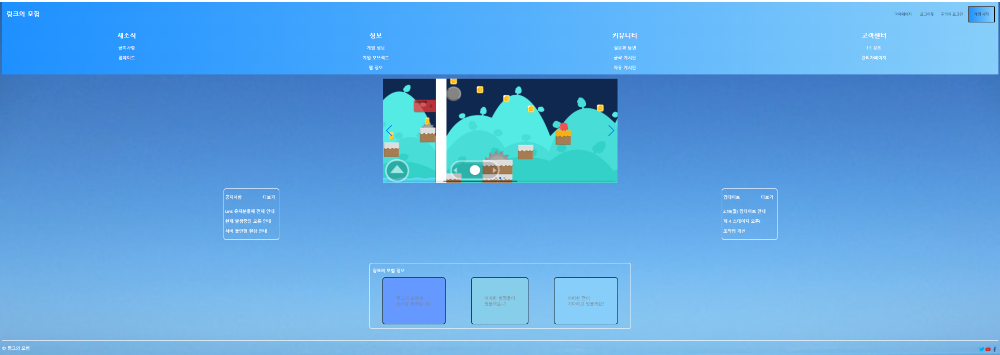 링크의 모험
마이페이지 로그아웃 관리자 로그인 게임 시작
새소식 정보 커뮤니티 고객센터
공지사항 게임 정보 질문과 답변 1:1 문의
업데이트 게임 오브젝트 공략 게시판 관리자페이지
맵 정보 자유 게시판
SCORE
0
공지사항 더보기
Link 유저분들께 전체 안내
현재 발생중인 오류 안내
서버 불안정 현상 안내
업데이트 더보기
2.19(월) 업데이트 안내
제 4 스테이지 오픈!
조작법 개선
링크의 모험 정보
링크의 모험에
오신걸 환영합니다.
어떠한 함정들이
있을까요~?
어떠한 맵이
기다리고 있을까요?
© 링크의 모험